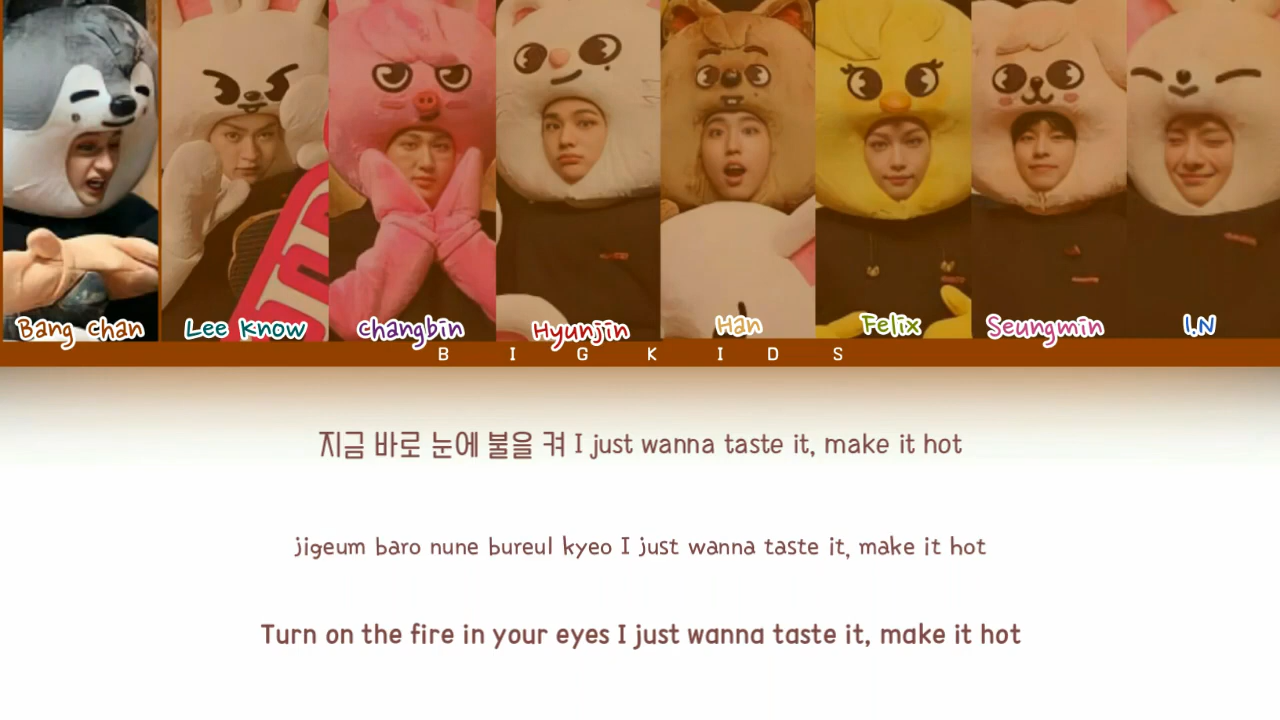 Bang chan Lee Know changbin Hyunjin Han Felix Seungmin I.N
BIGKIDS
지금 바로 눈에 불을 켜 I just wanna taste it, make it hot
jigeum baro nune bureul kyeo I just wanna taste it, make it hot
Turn on the fire in your eyes I just wanna taste it, make it hot